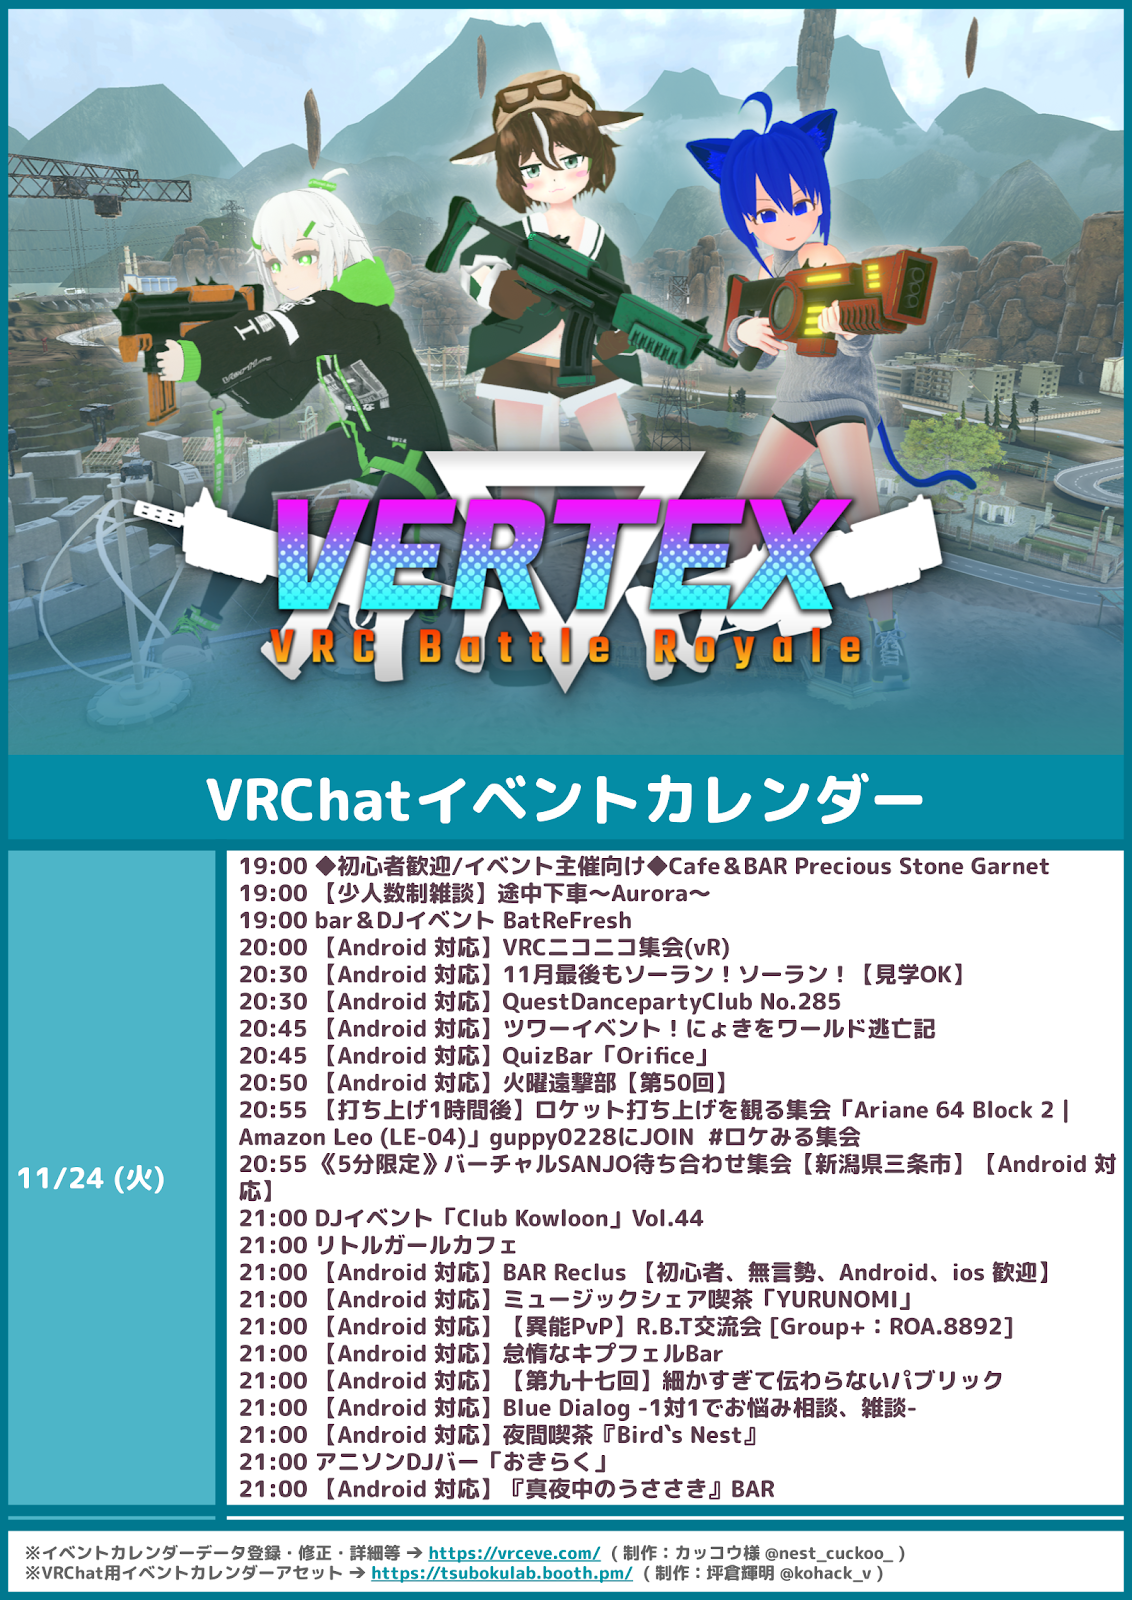 VERTEX
VRC Battle Royale
VRChatイベントカレンダー
11/24 (火)
19:00 ◆初心者歓迎/イベント主催向け◆Cafe＆BAR Precious Stone Garnet
19:00 【少人数制雑談】途中下車～Aurora～
19:00 bar＆DJイベント BatReFresh
20:00 【Android 対応】VRCニコニコ集会(vR)
20:30 【Android 対応】11月最後もソーラン！ソーラン！【見学OK】
20:30 【Android 対応】QuestDancepartyClub No.285
20:45 【Android 対応】ツワーイベント！にょきをワールド逃亡記
20:45 【Android 対応】QuizBar「Orifice」
20:50 【Android 対応】火曜遠撃部【第50回】
20:55 【打ち上げ1時間後】ロケット打ち上げを観る集会「Ariane 64 Block 2 |
Amazon Leo (LE-04)」guppy0228にJOIN #ロケみる集会
20:55 《5分限定》バーチャルSANJO待ち合わせ集会【新潟県三条市】【Android 対
応】
21:00 DJイベント「Club Kowloon」Vol.44
21:00 リトルガールカフェ
21:00 【Android 対応】BAR Reclus 【初心者、無言勢、Android、ios 歓迎】
21:00 【Android 対応】ミュージックシェア喫茶「YURUNOMI」
21:00 【Android 対応】【異能PvP】R.B.T交流会 [Group+：ROA.8892]
21:00 【Android 対応】怠惰なキプフェルBar
21:00 【Android 対応】【第九十七回】細かすぎて伝わらないパブリック
21:00 【Android 対応】Blue Dialog -1対1でお悩み相談、雑談-
21:00 【Android 対応】夜間喫茶『Bird`s Nest』
21:00 アニソンDJバー「おきらく」
21:00 【Android 対応】『真夜中のうささき』BAR
※イベントカレンダーデータ登録・修正・詳細等 → https://vrceve.com/ ( 制作：カッコウ様 @nest_cuckoo_ )
※VRChat用イベントカレンダーアセット → https://tsubokulab.booth.pm/ ( 制作：坪倉輝明 @kohack_v )